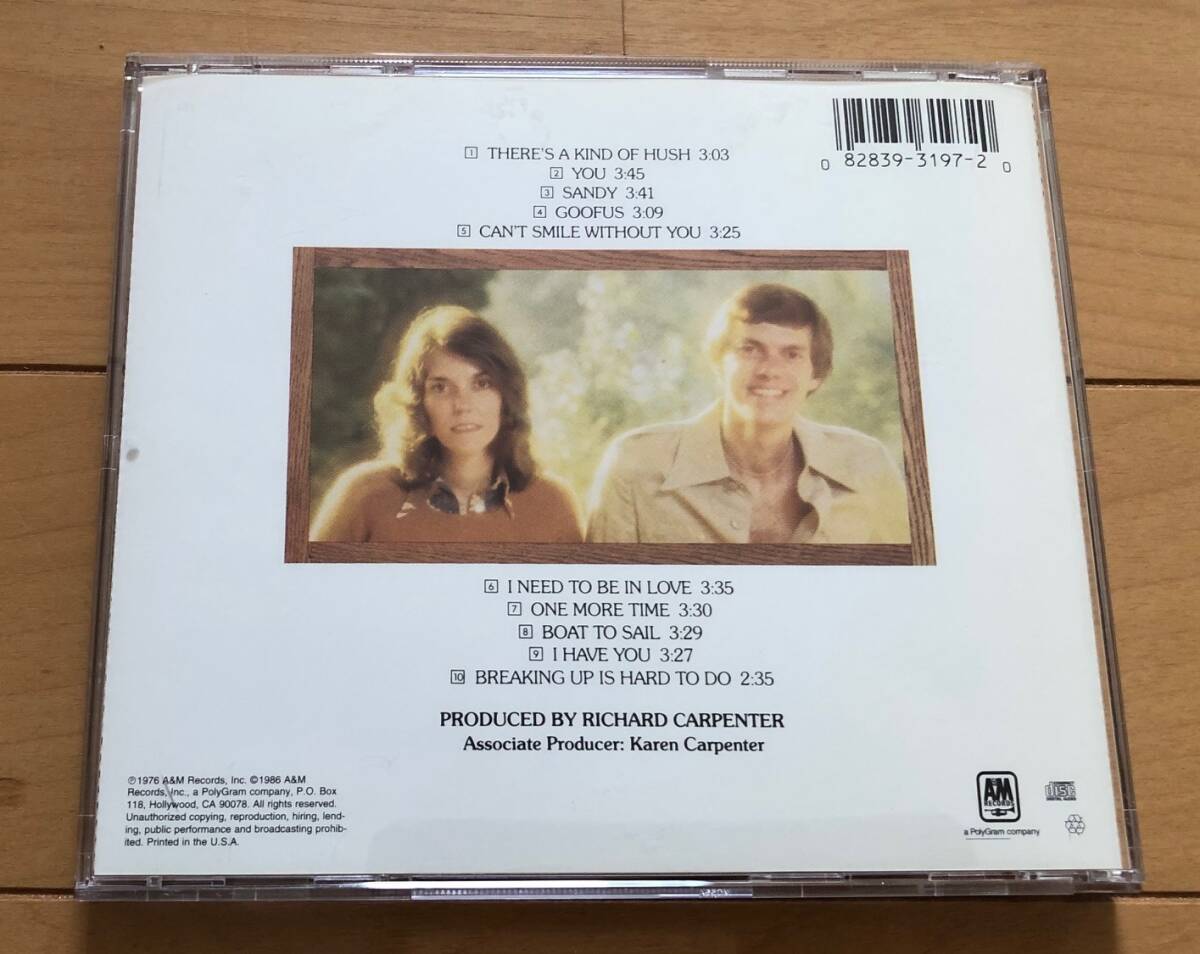 1 THERE'S A KIND OF HUSH 3:03
2 YOU 3:45
3 SANDY 3:41
4 GOOFUS 3:09
5 CAN'T SMILE WITHOUT YOU 3:25
0 82839-3197-2 0
6 I NEED TO BE IN LOVE 3:35
7 ONE MORE TIME 3:30
8 BOAT TO SAIL 3:29
9 I HAVE YOU 3:27
10 BREAKING UP IS HARD TO DO 2:35
PRODUCED BY RICHARD CARPENTER
Associate Producer: Karen Carpenter
℗1976 A&M Records, Inc. ©1986 A&M
Records, Inc., a PolyGram company, P.O. Box
118, Hollywood, CA 90078. All rights reserved.
Unauthorized copying, reproduction, hiring, lend-
ing, public performance and broadcasting prohib-
ited. Printed in the U.S.A.
A&M
RECORDS
a PolyGram company
disc
DIGITAL AUDIO